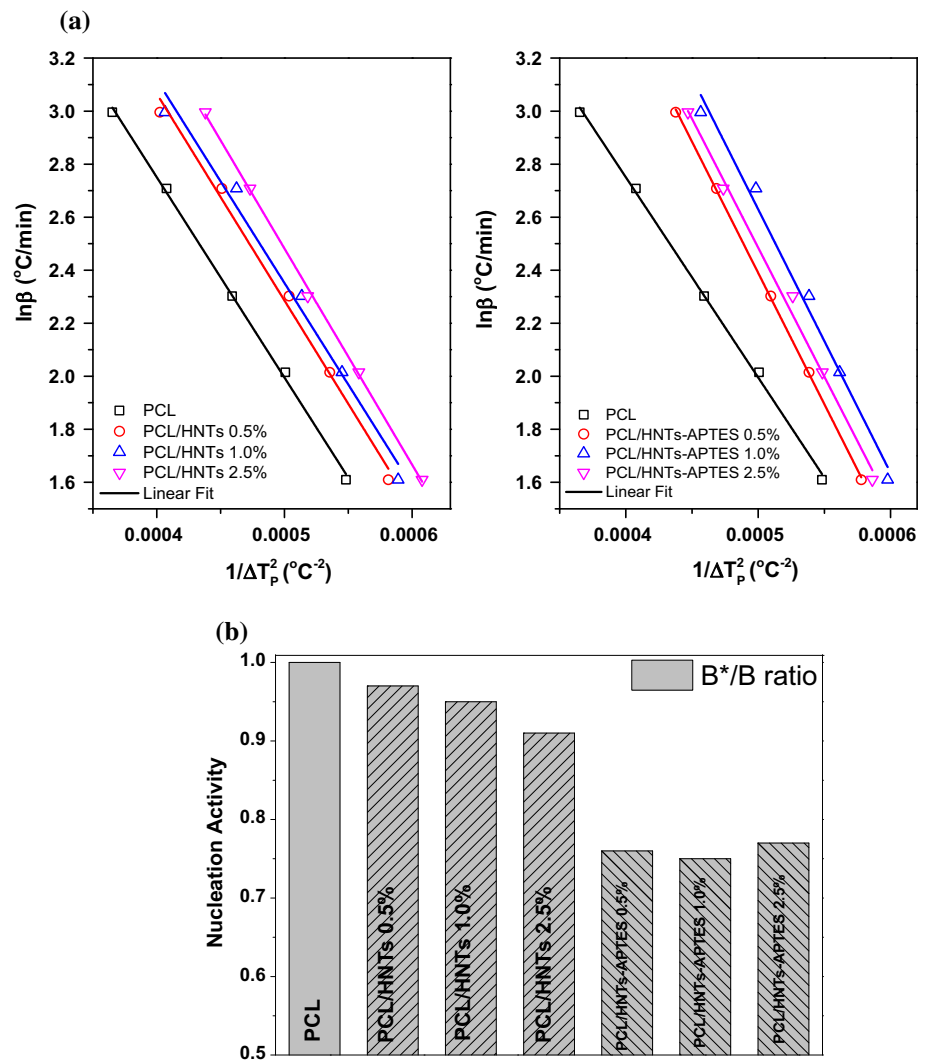 (a)
3.2
3.0
2.8
2.6
2.4
2.2
2.0
1.8
1.6
lnβ (°C/min)
PCL
PCL/HNTs 0.5%
PCL/HNTs 1.0%
PCL/HNTs 2.5%
Linear Fit
0.0004 0.0005 0.0006
1/ΔT_P^2 (°C^-2)
3.2
3.0
2.8
2.6
2.4
2.2
2.0
1.8
1.6
lnβ (°C/min)
PCL
PCL/HNTs-APTES 0.5%
PCL/HNTs-APTES 1.0%
PCL/HNTs-APTES 2.5%
Linear Fit
0.0004 0.0005 0.0006
1/ΔT_P^2 (°C^-2)
(b)
1.0
0.9
0.8
0.7
0.6
0.5
Nucleation Activity
B*/B ratio
PCL
PCL/HNTs 0.5%
PCL/HNTs 1.0%
PCL/HNTs 2.5%
PCL/HNTs-APTES 0.5%
PCL/HNTs-APTES 1.0%
PCL/HNTs-APTES 2.5%